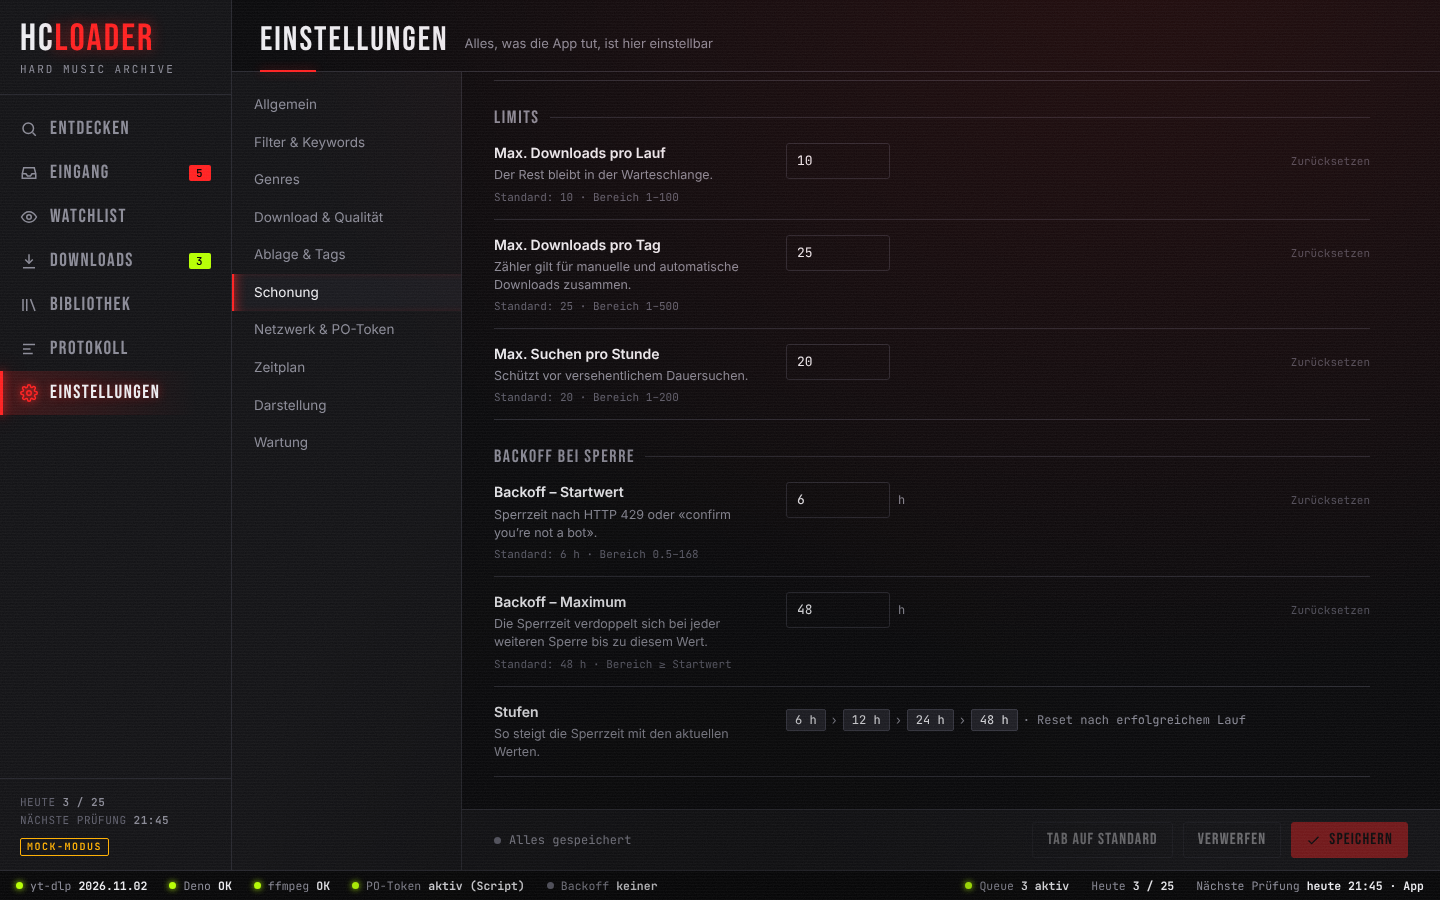 HCLOADER
HARD MUSIC ARCHIVE
ENTDECKEN
EINGANG 5
WATCHLIST
DOWNLOADS 3
BIBLIOTHEK
PROTOKOLL
EINSTELLUNGEN
HEUTE 3 / 25
NÄCHSTE PRÜFUNG 21:45
MOCK-MODUS
EINSTELLUNGEN Alles, was die App tut, ist hier einstellbar
Allgemein
Filter & Keywords
Genres
Download & Qualität
Ablage & Tags
Schonung
Netzwerk & PO-Token
Zeitplan
Darstellung
Wartung
LIMITS
Max. Downloads pro Lauf 10 Zurücksetzen
Der Rest bleibt in der Warteschlange.
Standard: 10 · Bereich 1–100
Max. Downloads pro Tag 25 Zurücksetzen
Zähler gilt für manuelle und automatische
Downloads zusammen.
Standard: 25 · Bereich 1–500
Max. Suchen pro Stunde 20 Zurücksetzen
Schützt vor versehentlichem Dauersuchen.
Standard: 20 · Bereich 1–200
BACKOFF BEI SPERRE
Backoff – Startwert 6 h Zurücksetzen
Sperrzeit nach HTTP 429 oder «confirm
you're not a bot».
Standard: 6 h · Bereich 0.5–168
Backoff – Maximum 48 h Zurücksetzen
Die Sperrzeit verdoppelt sich bei jeder
weiteren Sperre bis zu diesem Wert.
Standard: 48 h · Bereich ≥ Startwert
Stufen 6 h › 12 h › 24 h › 48 h · Reset nach erfolgreichem Lauf
So steigt die Sperrzeit mit den aktuellen
Werten.
Alles gespeichert TAB AUF STANDARD VERWERFEN SPEICHERN
yt-dlp 2026.11.02 Deno OK ffmpeg OK PO-Token aktiv (Script) Backoff keiner Queue 3 aktiv Heute 3 / 25 Nächste Prüfung heute 21:45 · App